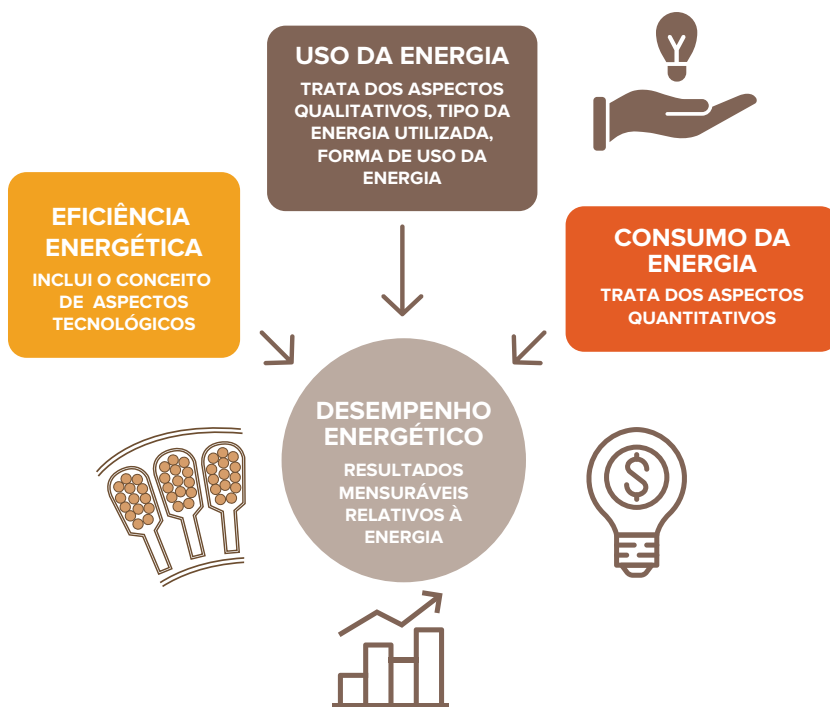 USO DA ENERGIA
TRATA DOS ASPECTOS
QUALITATIVOS, TIPO DA
ENERGIA UTILIZADA,
FORMA DE USO DA
ENERGIA
EFICIÊNCIA
ENERGÉTICA
INCLUI O CONCEITO
DE ASPECTOS
TECNOLÓGICOS
CONSUMO DA
ENERGIA
TRATA DOS ASPECTOS
QUANTITATIVOS
DESEMPENHO
ENERGÉTICO
RESULTADOS
MENSURÁVEIS
RELATIVOS À
ENERGIA
$